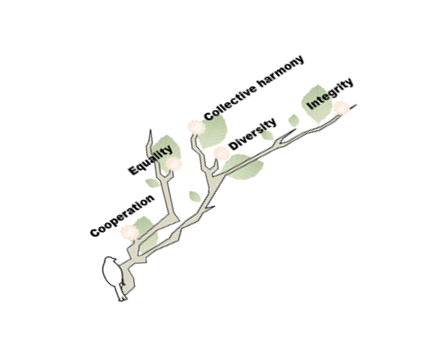 Collective harmony
Integrity
Diversity
Equality
Cooperation